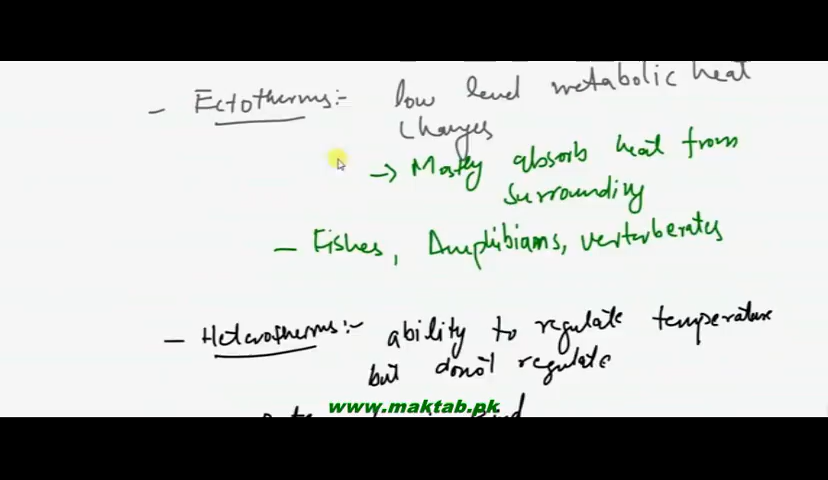 - Ectotherms:- low level metabolic heat
changes
→ Mostly absorb heat from
surrounding
- Fishes, Amphibians, verterberates
- Heterotherms:- ability to regulate temperature
but donot regulate
www.maktab.pk